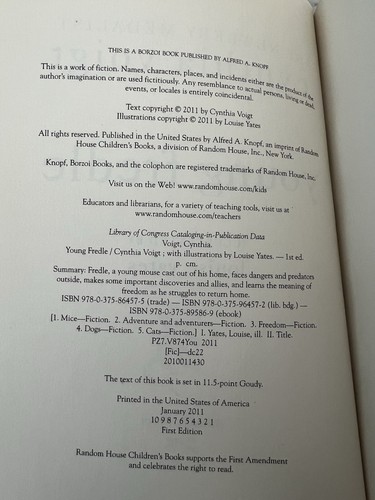 THIS IS A BORZOI BOOK PUBLISHED BY ALFRED A. KNOPF
This is a work of fiction. Names, characters, places, and incidents either are the product of the
author's imagination or are used fictitiously. Any resemblance to actual persons, living or dead,
events, or locales is entirely coincidental.
Text copyright © 2011 by Cynthia Voigt
Illustrations copyright © 2011 by Louise Yates
All rights reserved. Published in the United States by Alfred A. Knopf, an imprint of Random
House Children's Books, a division of Random House, Inc., New York.
Knopf, Borzoi Books, and the colophon are registered trademarks of Random House, Inc.
Visit us on the Web! www.randomhouse.com/kids
Educators and librarians, for a variety of teaching tools, visit us at
www.randomhouse.com/teachers
Library of Congress Cataloging-in-Publication Data
Voigt, Cynthia.
Young Fredle / Cynthia Voigt ; with illustrations by Louise Yates. — 1st ed.
p. cm.
Summary: Fredle, a young mouse cast out of his home, faces dangers and predators
outside, makes some important discoveries and allies, and learns the meaning of
freedom as he struggles to return home.
ISBN 978-0-375-86457-5 (trade) — ISBN 978-0-375-96457-2 (lib. bdg.) —
ISBN 978-0-375-89586-9 (ebook)
[1. Mice—Fiction. 2. Adventure and adventurers—Fiction. 3. Freedom—Fiction.
4. Dogs—Fiction. 5. Cats—Fiction.] I. Yates, Louise, ill. II. Title.
PZ7.V874You 2011
[Fic]—dc22
2010011430
The text of this book is set in 11.5-point Goudy.
Printed in the United States of America
January 2011
10 9 8 7 6 5 4 3 2 1
First Edition
Random House Children's Books supports the First Amendment
and celebrates the right to read.